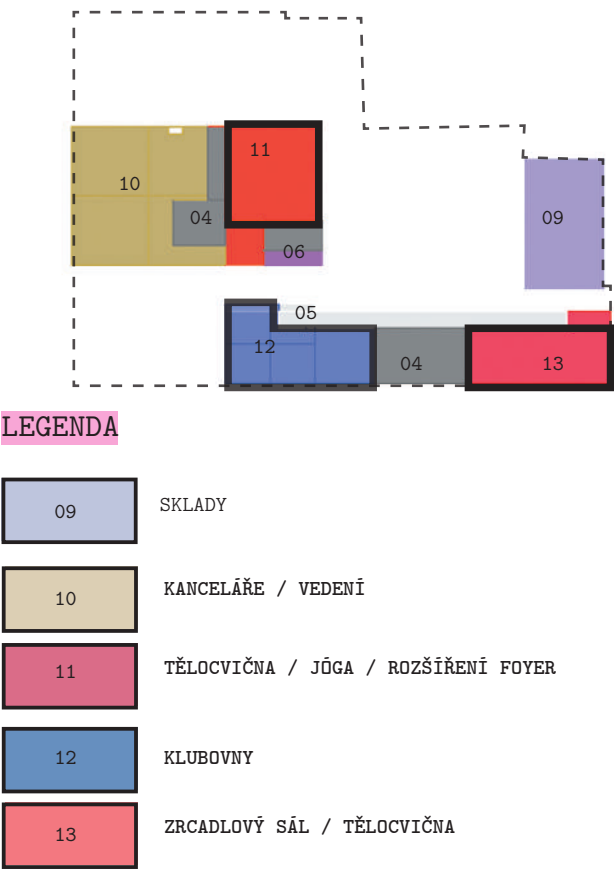 11
10
04
09
06
05
12
04
13
LEGENDA
09 SKLADY
10 KANCELÁŘE / VEDENÍ
11 TĚLOCVIČNA / JÓGA / ROZŠÍŘENÍ FOYER
12 KLUBOVNY
13 ZRCADLOVÝ SÁL / TĚLOCVIČNA